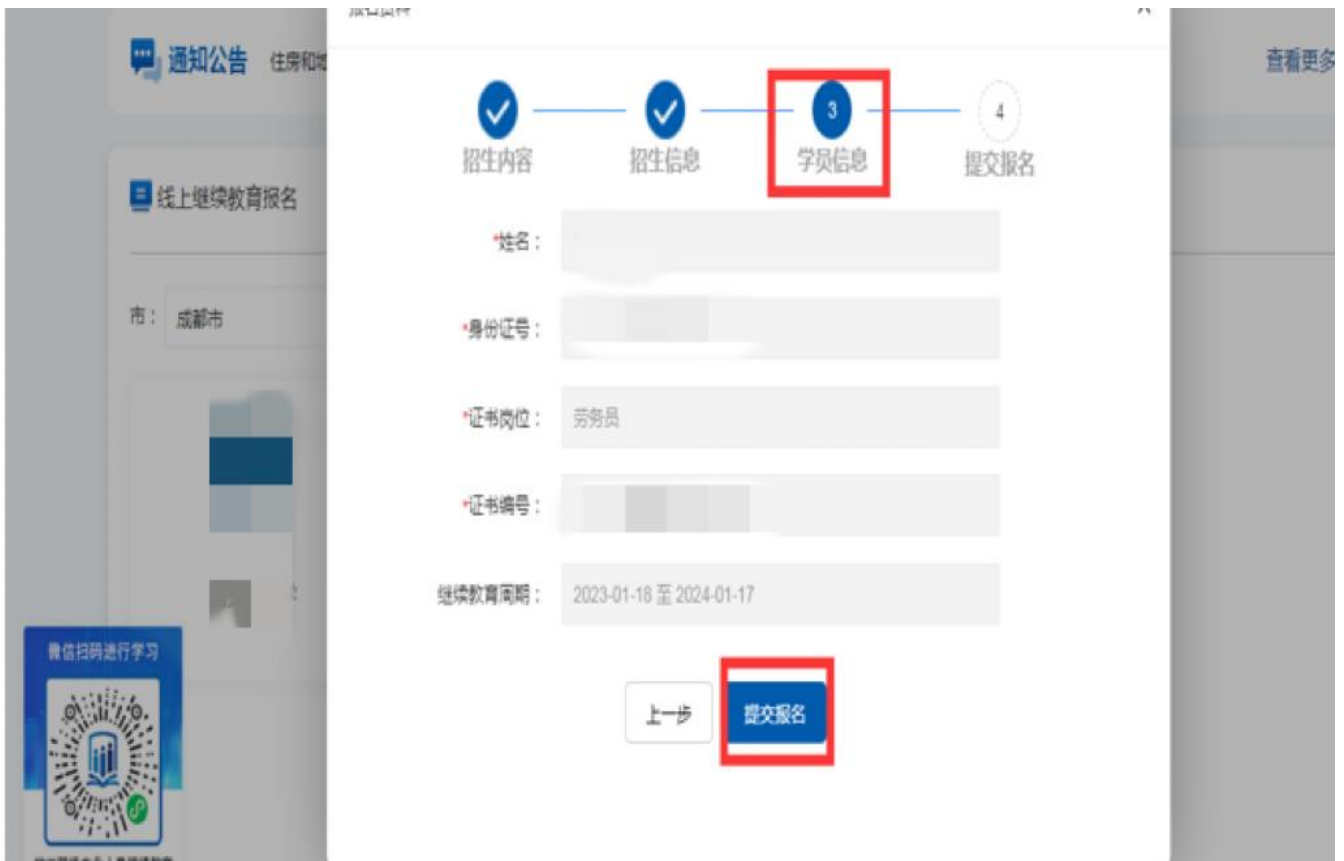 通知公告 住房和
查看更多
招生内容
招生信息
3
学员信息
4
提交报名
线上继续教育报名
市： 成都市
*姓名：
*身份证号：
*证书岗位： 劳务员
*证书编号：
继续教育周期： 2023-01-18 至 2024-01-17
上一步
提交报名
微信扫码进行学习